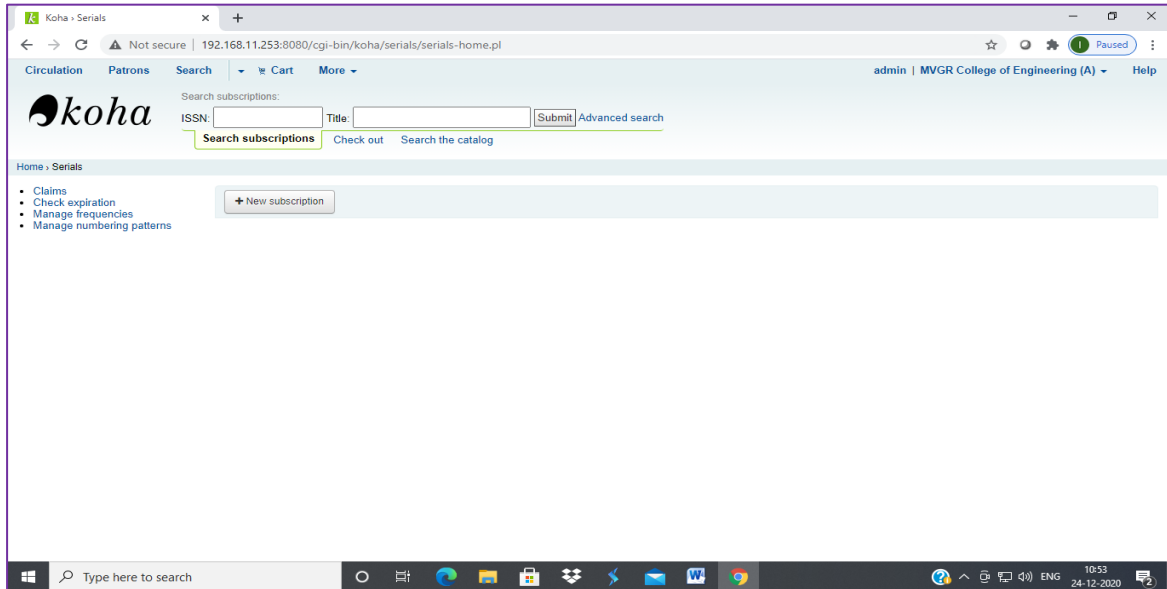 Koha › Serials
Not secure | 192.168.11.253:8080/cgi-bin/koha/serials/serials-home.pl
Paused
Circulation Patrons Search Cart More admin | MVGR College of Engineering (A) Help
koha
Search subscriptions:
ISSN: Title: Submit Advanced search
Search subscriptions Check out Search the catalog
Home › Serials
Claims
Check expiration
Manage frequencies
Manage numbering patterns
+ New subscription
Type here to search
ENG
10:53
24-12-2020
2